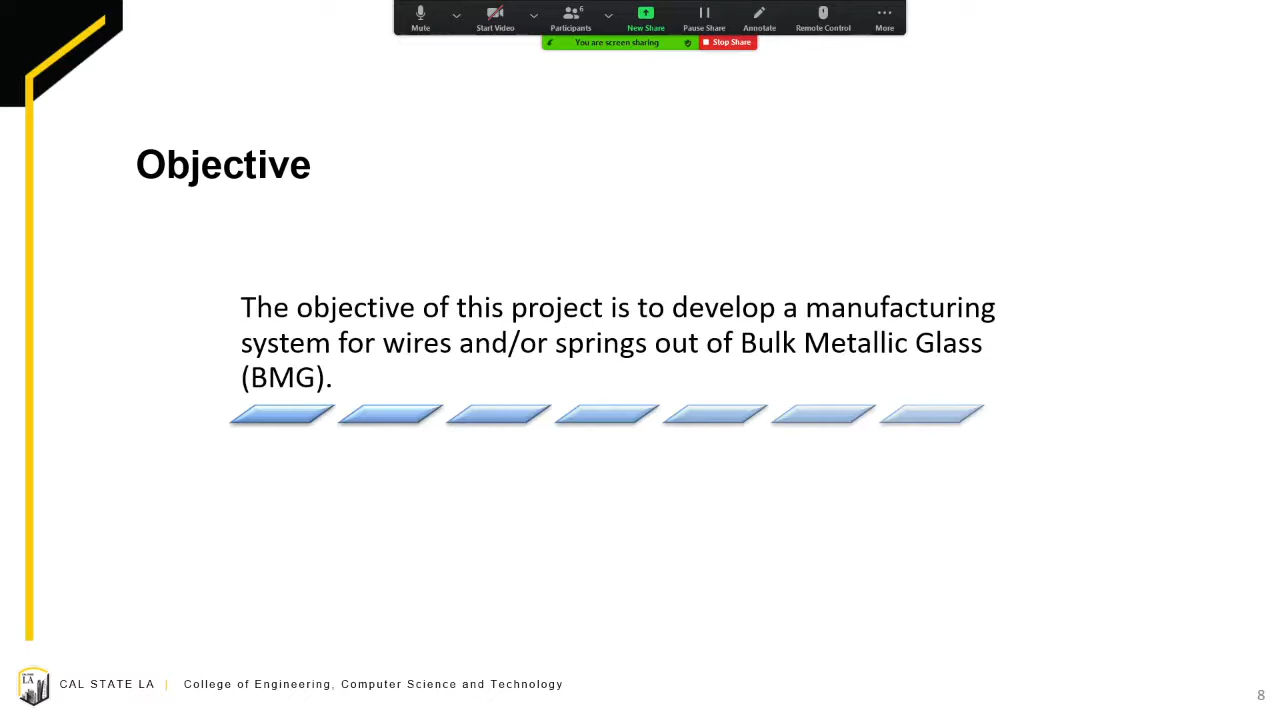 Mute
Start Video
Participants
6
New Share
Pause Share
Annotate
Remote Control
More
You are screen sharing
Stop Share
Objective
The objective of this project is to develop a manufacturing
system for wires and/or springs out of Bulk Metallic Glass
(BMG).
LA
CAL STATE LA | College of Engineering, Computer Science and Technology
8